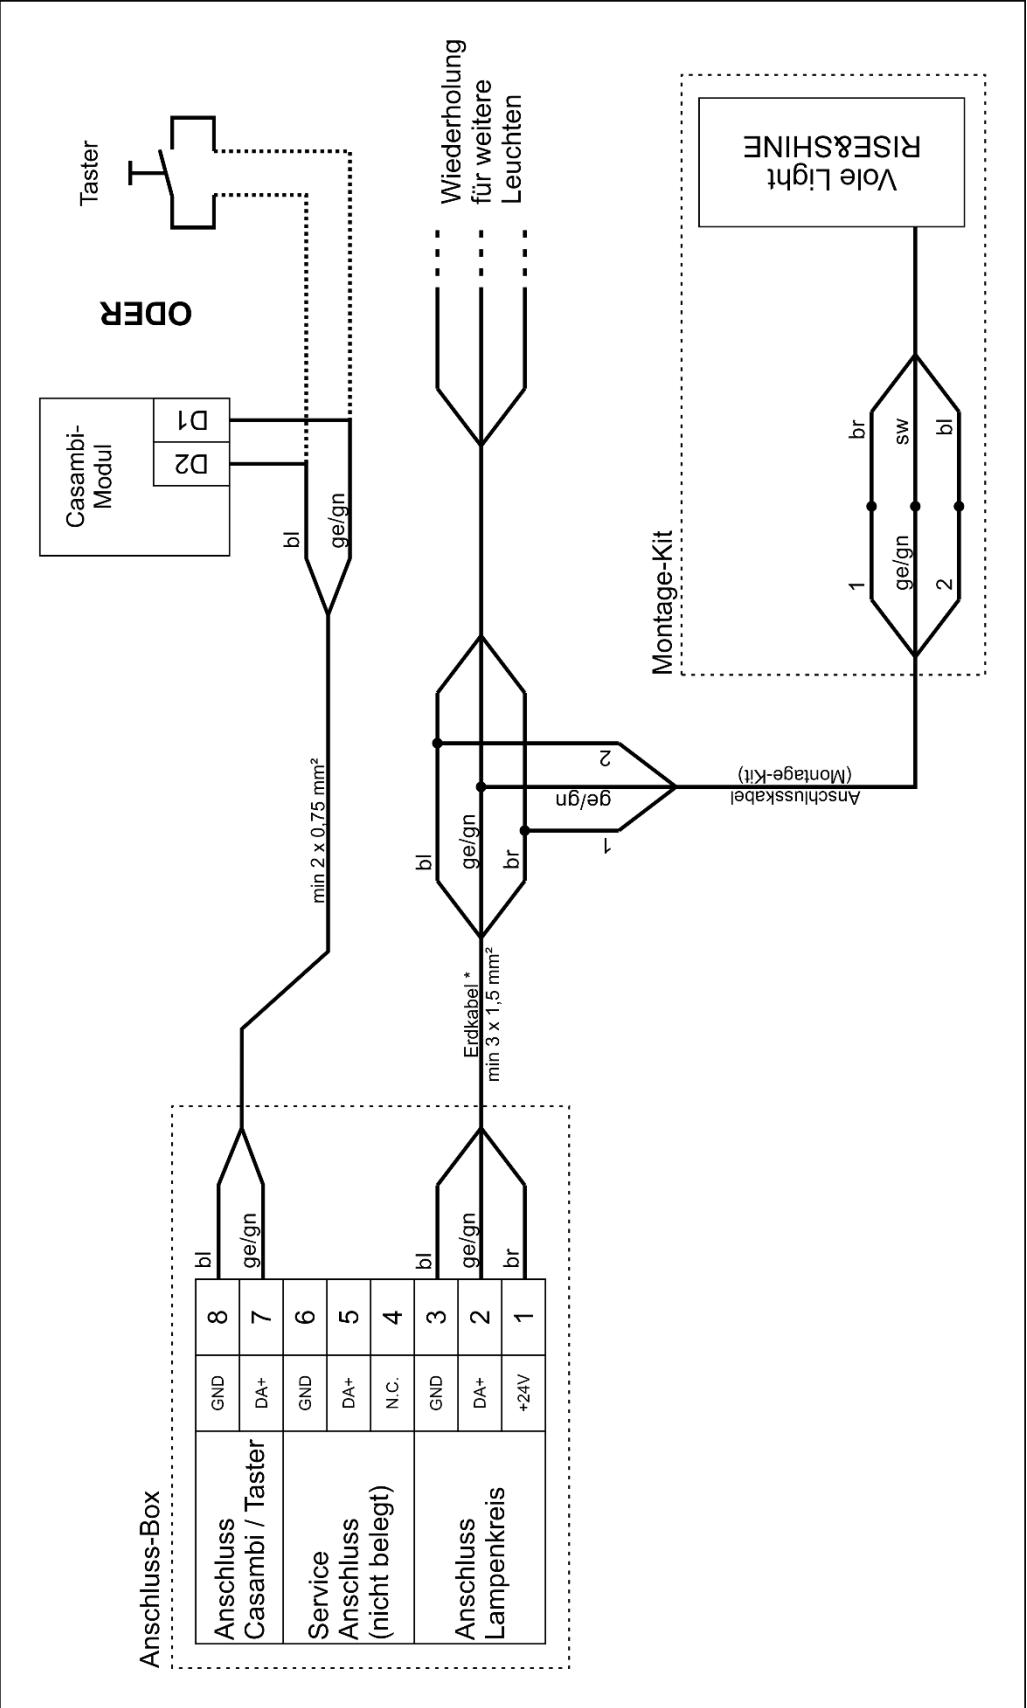 Anschluss-Box
Anschluss
Casambi / Taster
Service
Anschluss
(nicht belegt)
Anschluss
Lampenkreis
GND
8
bl
DA+
7
ge/gn
GND
6
DA+
5
N.C.
4
GND
3
bl
DA+
2
ge/gn
+24V
1
br
min 2 x 0,75 mm²
Erdkabel *
min 3 x 1,5 mm²
bl
ge/gn
br
2
ge/gn
1
Anschlusskabel
(Montage-Kit)
bl
ge/gn
Casambi-
Modul
D2
D1
ODER
Taster
Wiederholung
für weitere
Leuchten
Montage-Kit
1
ge/gn
2
br
sw
bl
Vole Light
RISE&SHINE